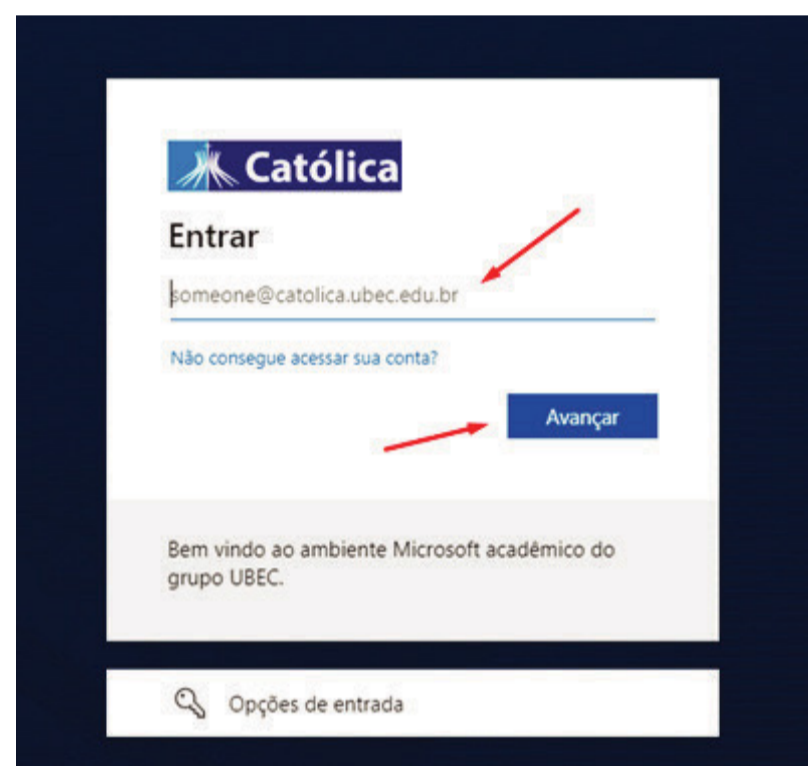 Católica
Entrar
someone@catolica.ubec.edu.br
Não consegue acessar sua conta?
Avançar
Bem vindo ao ambiente Microsoft acadêmico do
grupo UBEC.
Opções de entrada